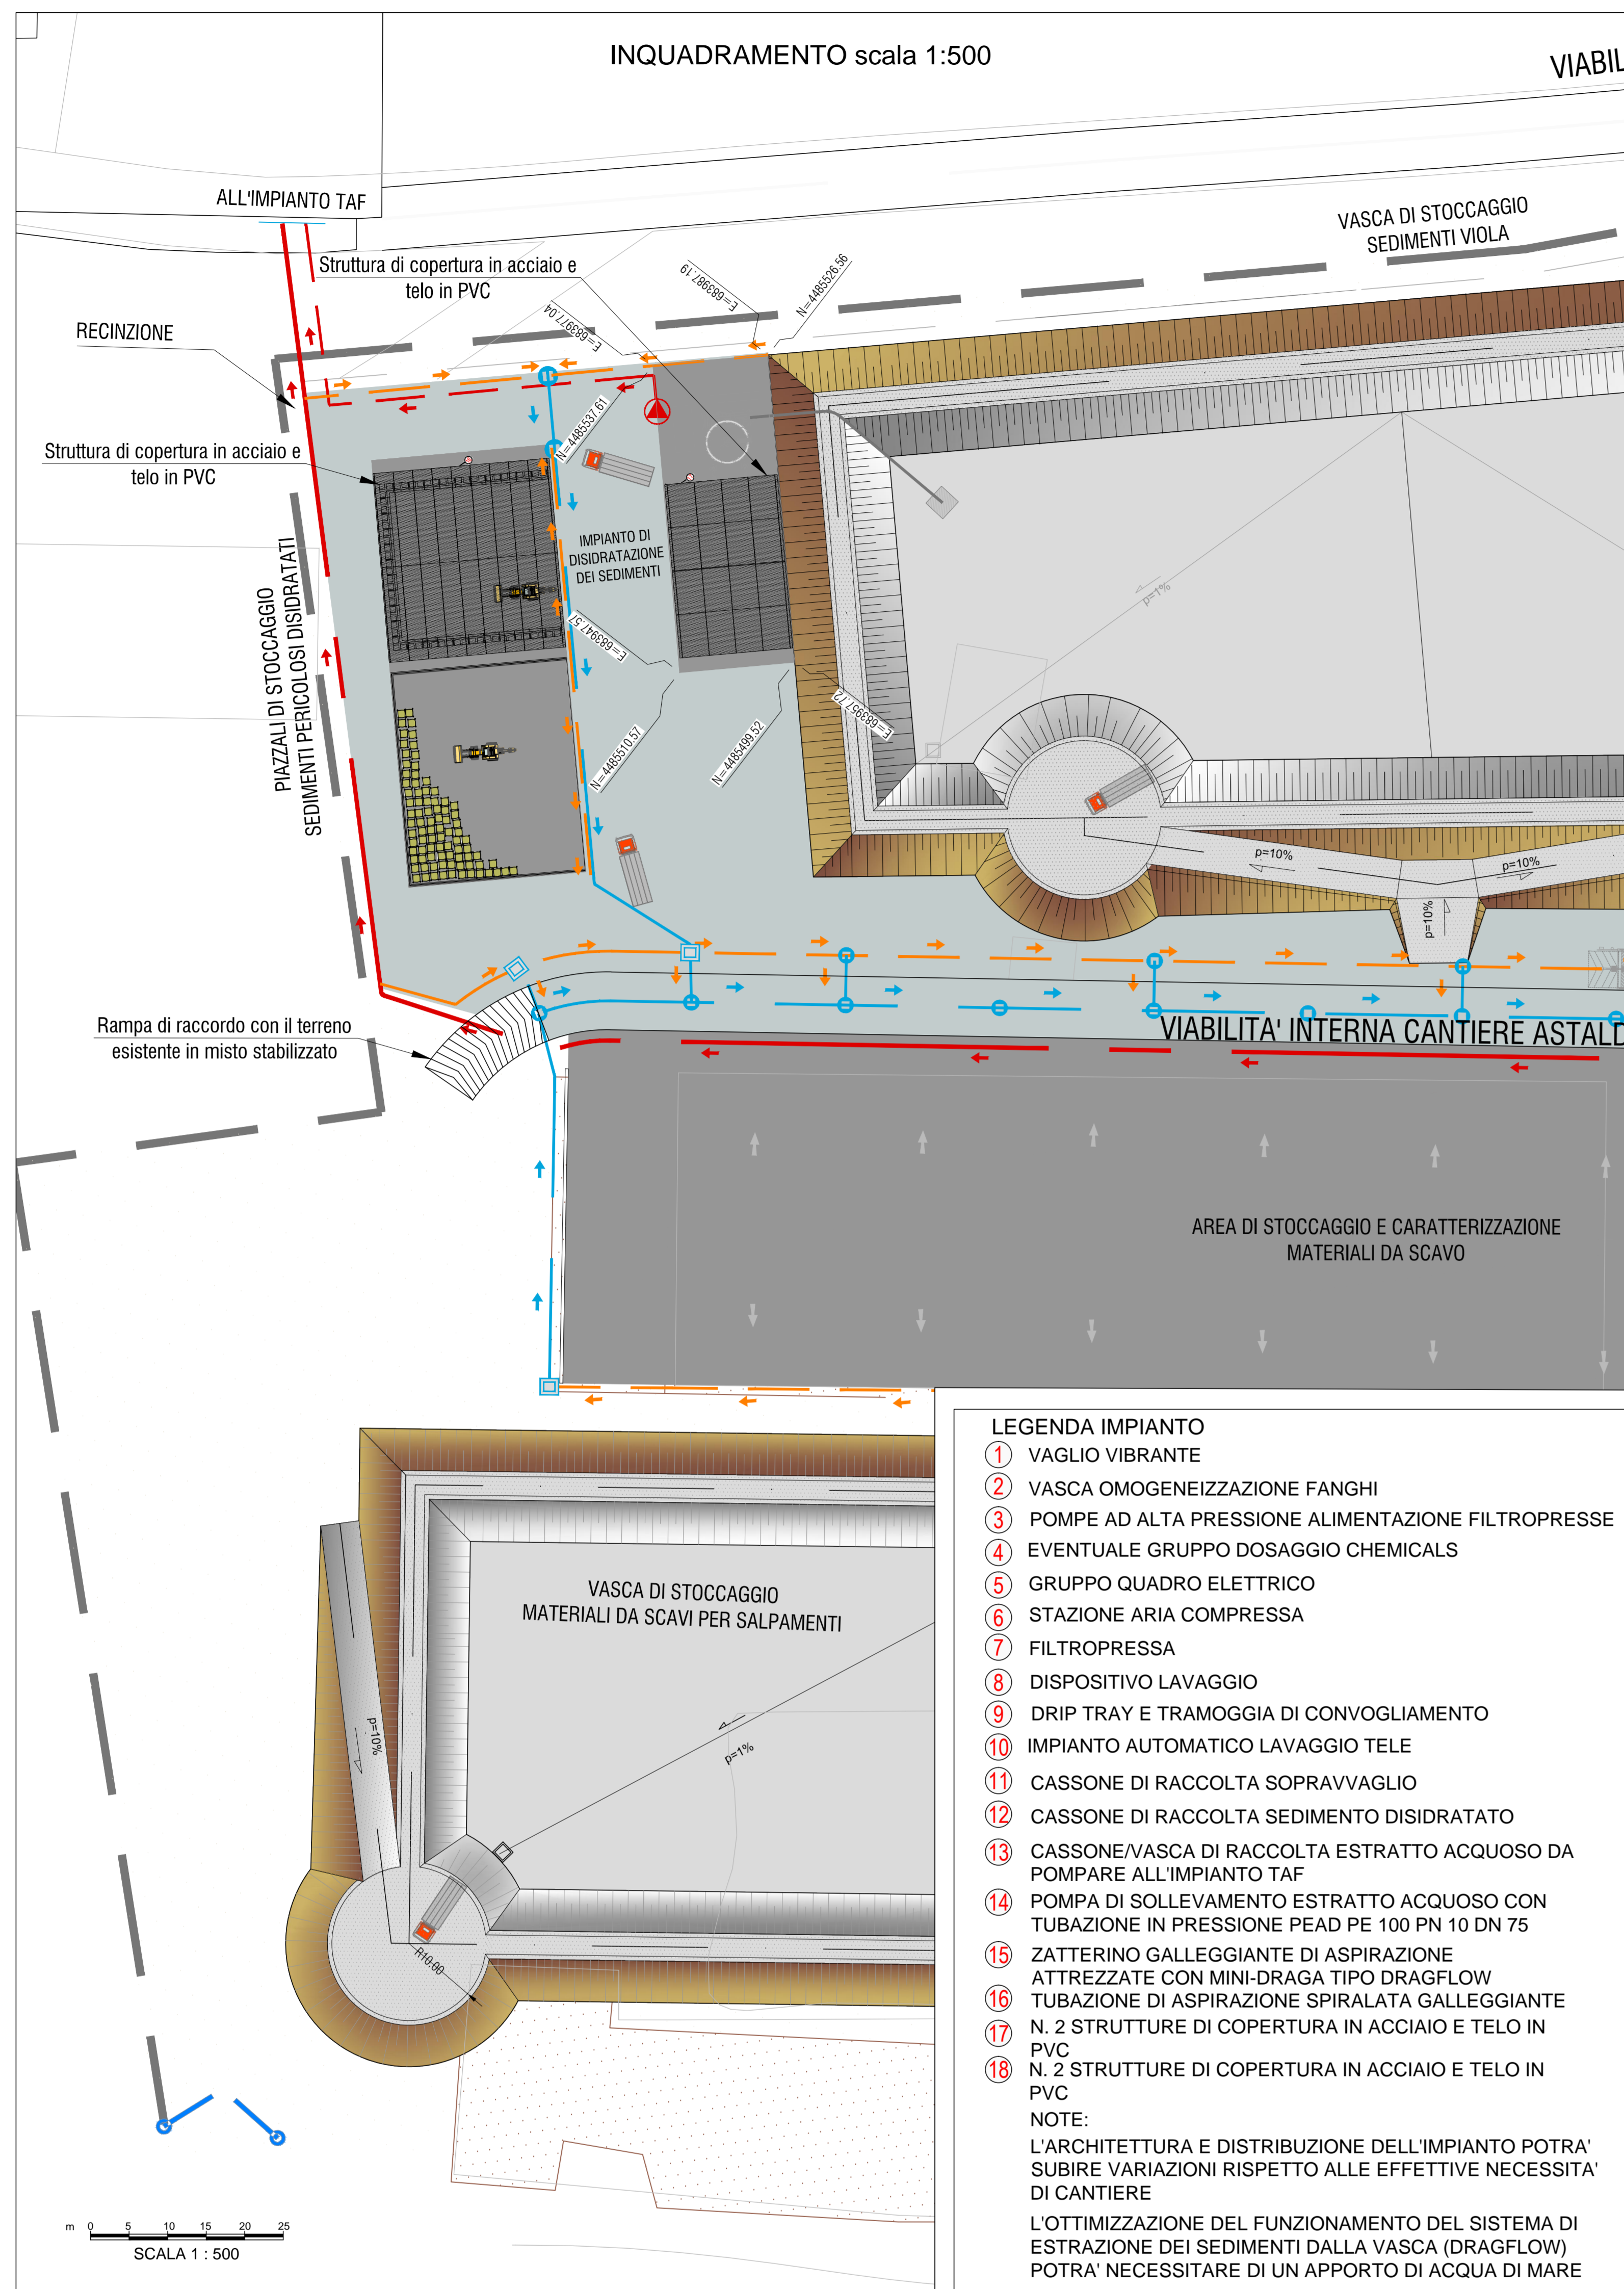 INQUADRAMENTO scala 1:500
VIABIL
ALL'IMPIANTO TAF
VASCA DI STOCCAGGIO
SEDIMENTI VIOLA
Struttura di copertura in acciaio e
telo in PVC
E=683987.19
N=4485526.56
E=683977.04
RECINZIONE
N=4485537.61
Struttura di copertura in acciaio e
telo in PVC
IMPIANTO DI
DISIDRATAZIONE
DEI SEDIMENTI
p=1%
PIAZZALI DI STOCCAGGIO
SEDIMENTI PERICOLOSI DISIDRATATI
E=683947.57
E=683957.72
N=4485510.57
N=4485499.52
p=10%
p=10%
p=10%
Rampa di raccordo con il terreno
esistente in misto stabilizzato
VIABILITA' INTERNA CANTIERE ASTALD
AREA DI STOCCAGGIO E CARATTERIZZAZIONE
MATERIALI DA SCAVO
VASCA DI STOCCAGGIO
MATERIALI DA SCAVI PER SALPAMENTI
p=10%
p=1%
R10.00
m 0 5 10 15 20 25
SCALA 1 : 500
LEGENDA IMPIANTO
1 VAGLIO VIBRANTE
2 VASCA OMOGENEIZZAZIONE FANGHI
3 POMPE AD ALTA PRESSIONE ALIMENTAZIONE FILTROPRESSE
4 EVENTUALE GRUPPO DOSAGGIO CHEMICALS
5 GRUPPO QUADRO ELETTRICO
6 STAZIONE ARIA COMPRESSA
7 FILTROPRESSA
8 DISPOSITIVO LAVAGGIO
9 DRIP TRAY E TRAMOGGIA DI CONVOGLIAMENTO
10 IMPIANTO AUTOMATICO LAVAGGIO TELE
11 CASSONE DI RACCOLTA SOPRAVVAGLIO
12 CASSONE DI RACCOLTA SEDIMENTO DISIDRATATO
13 CASSONE/VASCA DI RACCOLTA ESTRATTO ACQUOSO DA
POMPARE ALL'IMPIANTO TAF
14 POMPA DI SOLLEVAMENTO ESTRATTO ACQUOSO CON
TUBAZIONE IN PRESSIONE PEAD PE 100 PN 10 DN 75
15 ZATTERINO GALLEGGIANTE DI ASPIRAZIONE
ATTREZZATE CON MINI-DRAGA TIPO DRAGFLOW
16 TUBAZIONE DI ASPIRAZIONE SPIRALATA GALLEGGIANTE
17 N. 2 STRUTTURE DI COPERTURA IN ACCIAIO E TELO IN
PVC
18 N. 2 STRUTTURE DI COPERTURA IN ACCIAIO E TELO IN
PVC
NOTE:
L'ARCHITETTURA E DISTRIBUZIONE DELL'IMPIANTO POTRA'
SUBIRE VARIAZIONI RISPETTO ALLE EFFETTIVE NECESSITA'
DI CANTIERE
L'OTTIMIZZAZIONE DEL FUNZIONAMENTO DEL SISTEMA DI
ESTRAZIONE DEI SEDIMENTI DALLA VASCA (DRAGFLOW)
POTRA' NECESSITARE DI UN APPORTO DI ACQUA DI MARE